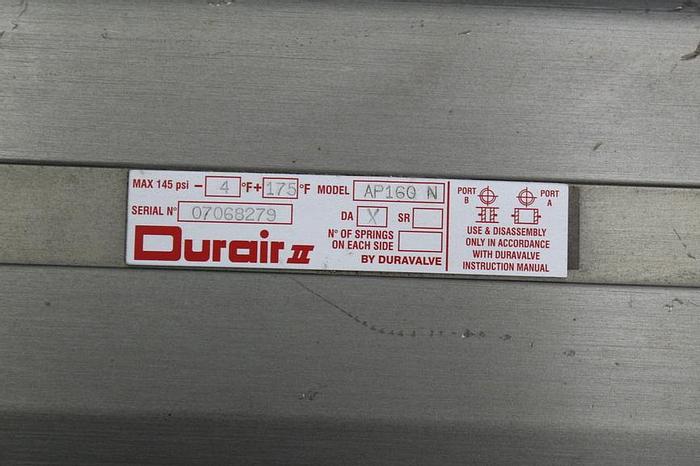 MAX 145 psi – 4 °F + 175 °F MODEL AP160 N
SERIAL N° 07068279 DA X SR
N° OF SPRINGS
ON EACH SIDE
Durair II BY DURAVALVE
PORT B PORT A
USE & DISASSEMBLY
ONLY IN ACCORDANCE
WITH DURAVALVE
INSTRUCTION MANUAL